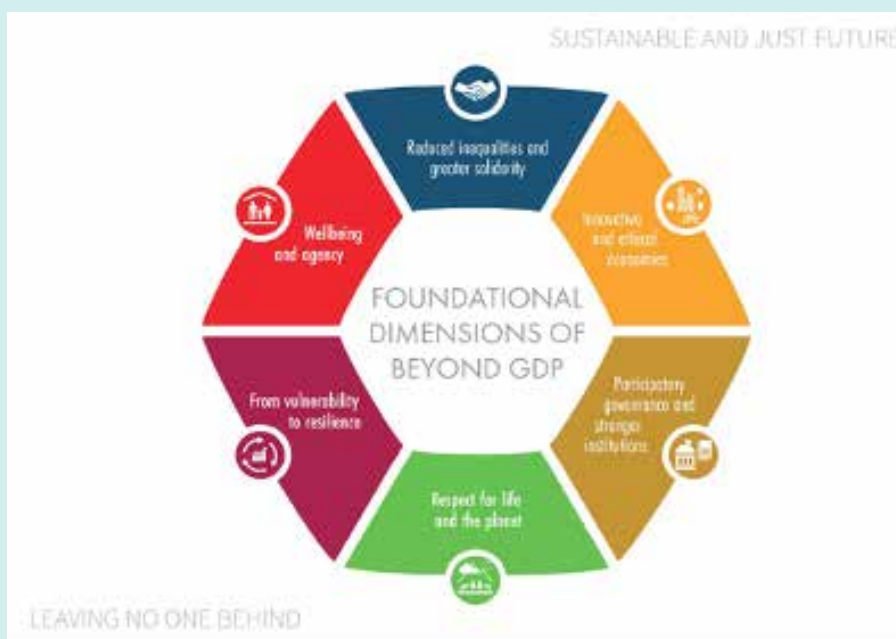 SUSTAINABLE AND JUST FUTURE
Reduced inequalities and
greater solidarity
Wellbeing
and agency
Innovative
and ethical
economies
FOUNDATIONAL
DIMENSIONS OF
BEYOND GDP
From vulnerability
to resilience
Participatory
governance and
stronger
institutions
Respect for life
and the planet
LEAVING NO ONE BEHIND